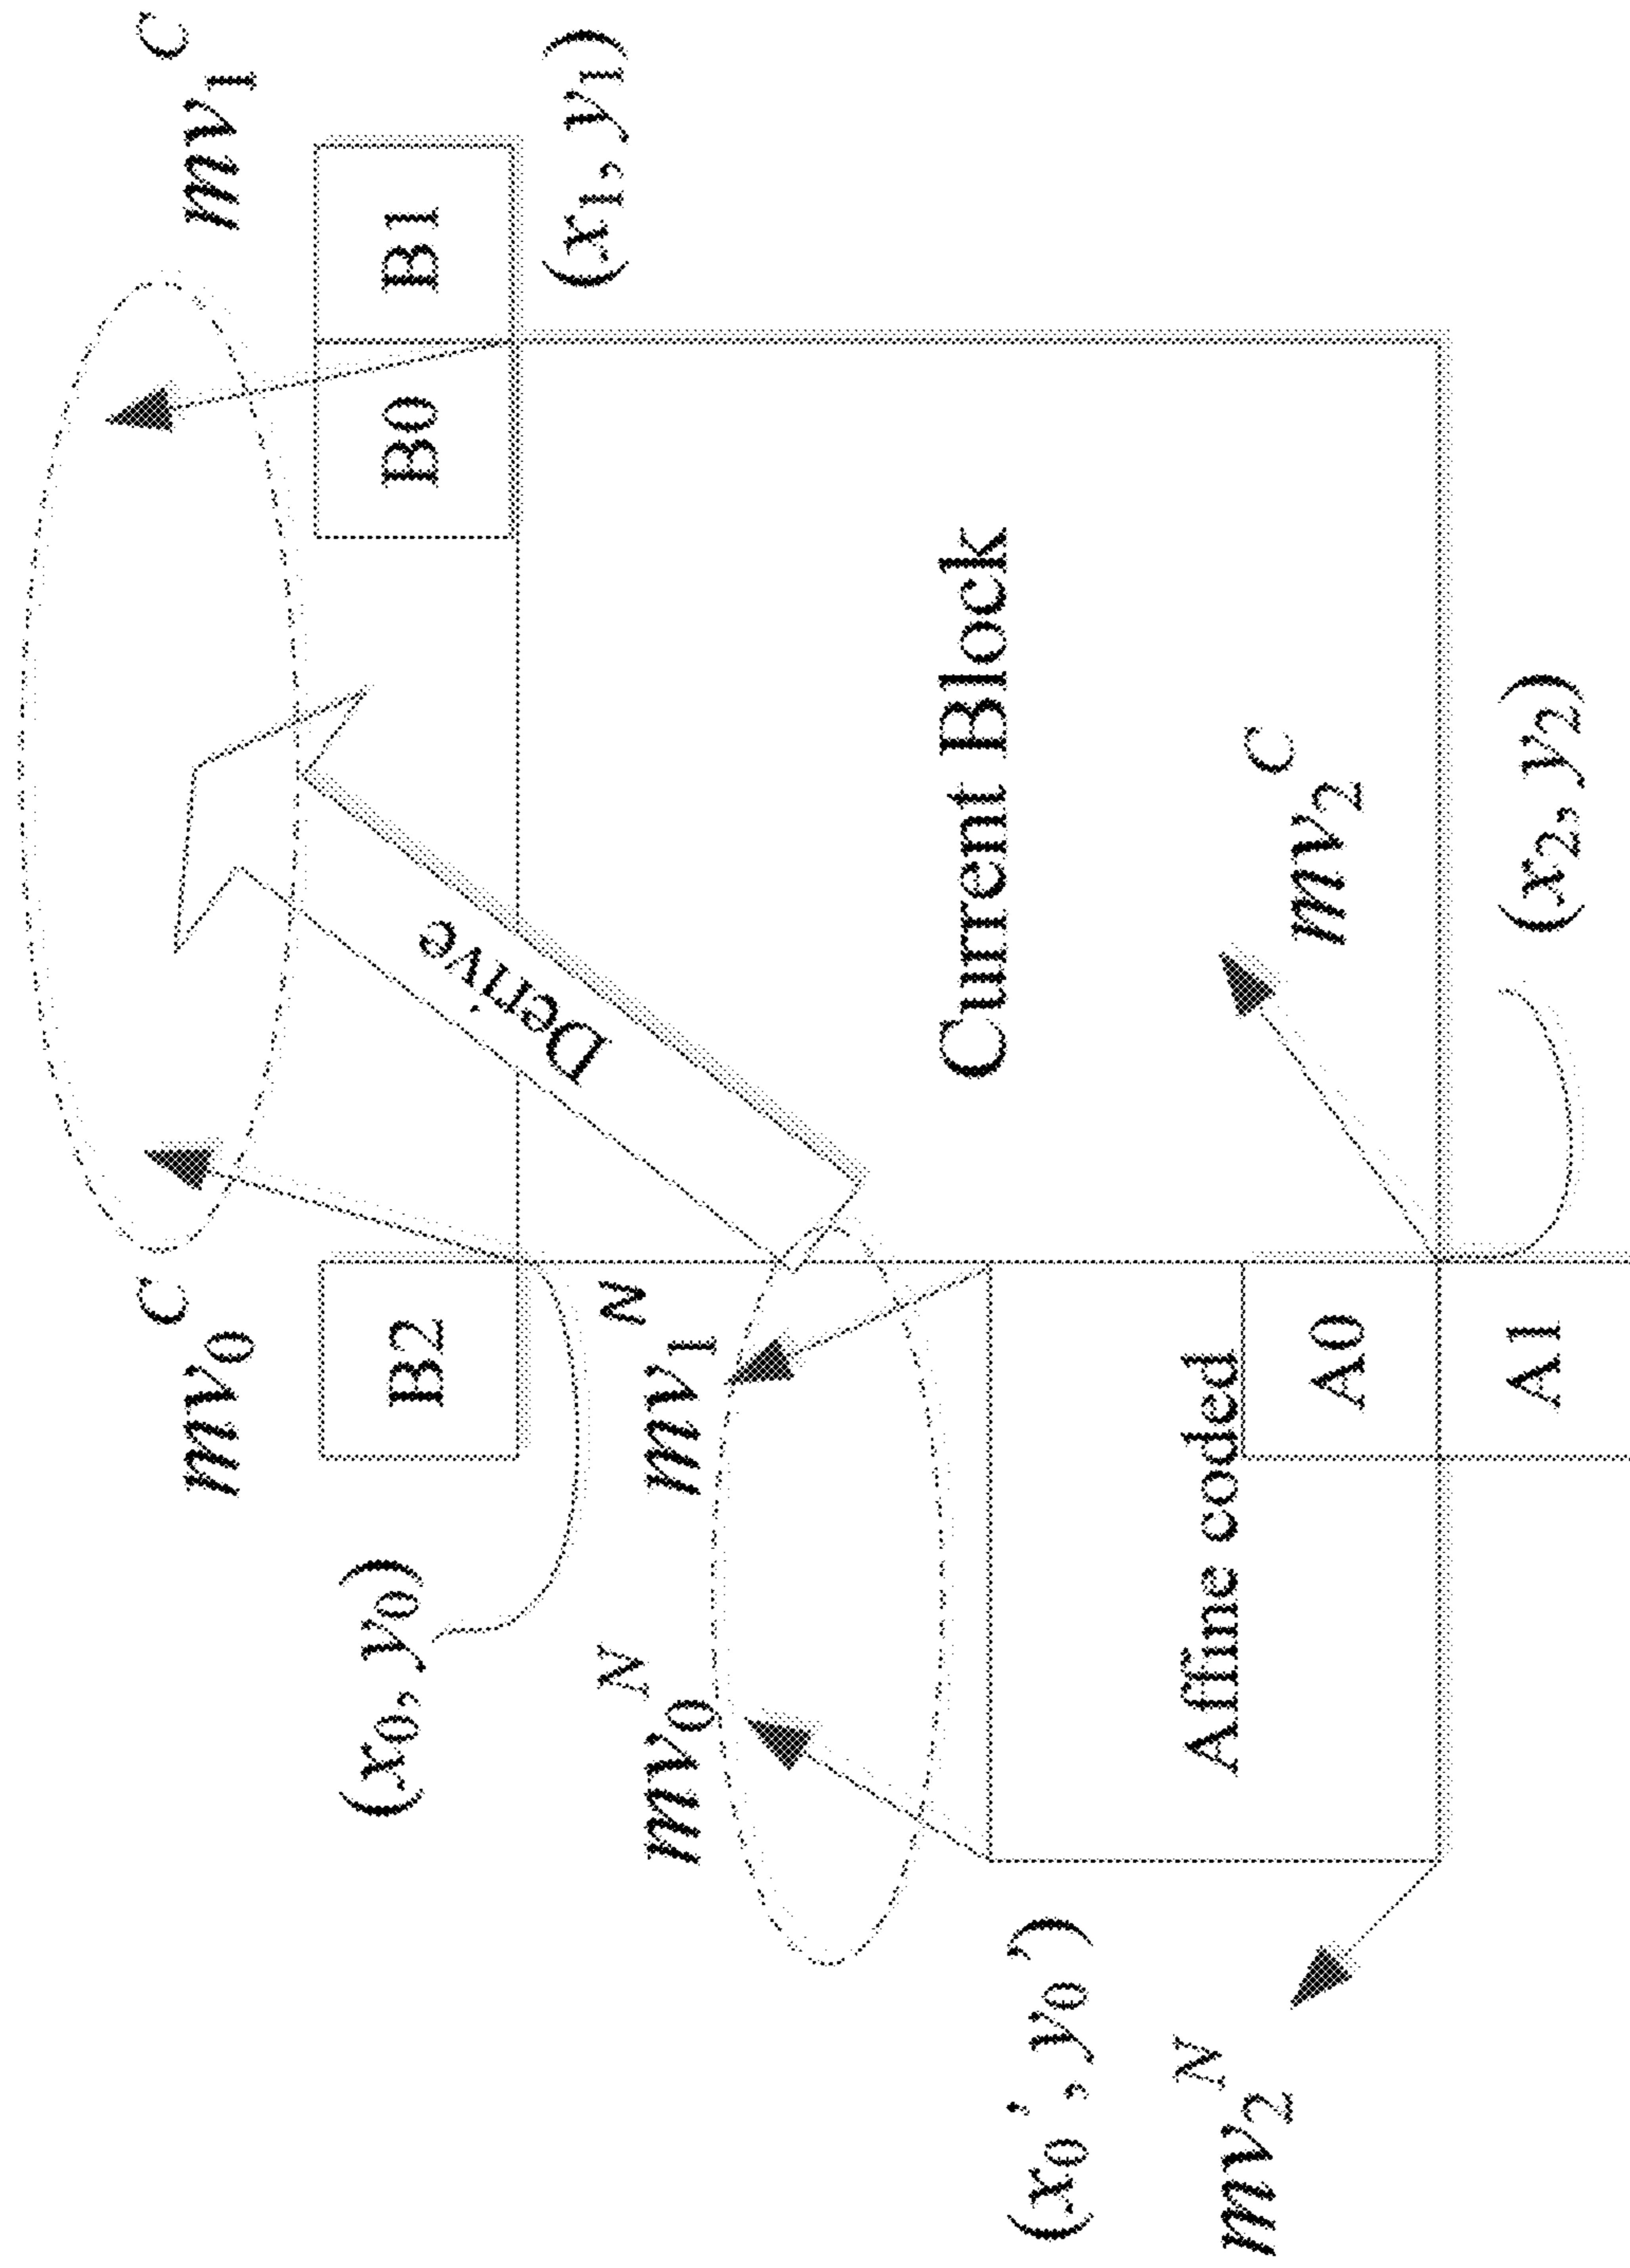 mv₀ᶜ
mv₁ᶜ
(x₀, y₀)
B2
B0
B1
Derive
(x₁, y₁)
mv₀ᴺ
mv₁ᴺ
Current Block
(x₀', y₀')
Affine coded
mv₂ᴺ
A0
mv₂ᶜ
A1
(x₂, y₂)